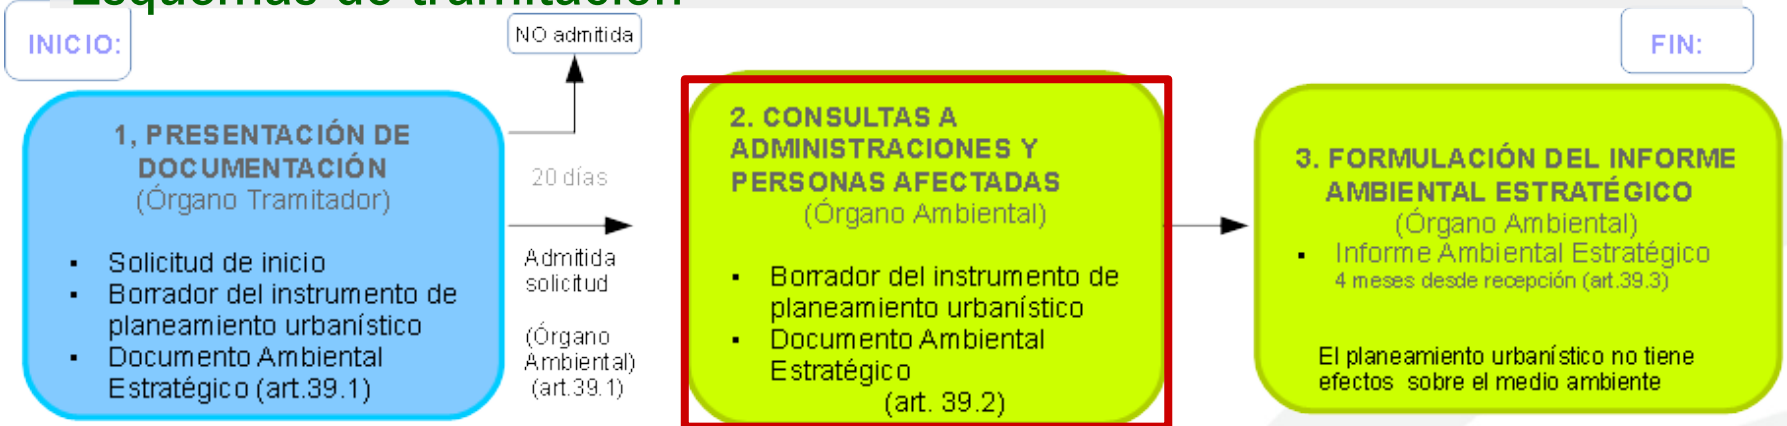 Esquemas de tramitación
INICIO:
NO admitida
FIN:
1, PRESENTACIÓN DE
DOCUMENTACIÓN
(Órgano Tramitador)
▪ Solicitud de inicio
▪ Borrador del instrumento de
planeamiento urbanístico
▪ Documento Ambiental
Estratégico (art.39.1)
20 días
Admitida
solicitud
(Órgano
Ambiental)
(art.39.1)
2. CONSULTAS A
ADMINISTRACIONES Y
PERSONAS AFECTADAS
(Órgano Ambiental)
▪ Borrador del instrumento de
planeamiento urbanístico
▪ Documento Ambiental
Estratégico
(art. 39.2)
3. FORMULACIÓN DEL INFORME
AMBIENTAL ESTRATÉGICO
(Órgano Ambiental)
▪ Informe Ambiental Estratégico
4 meses desde recepción (art.39.3)
El planeamiento urbanístico no tiene
efectos sobre el medio ambiente